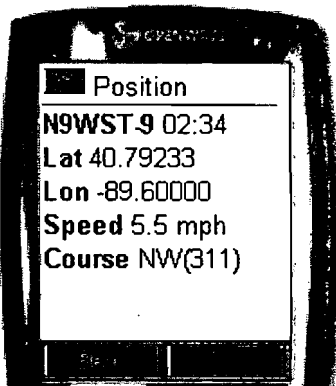 Position
N9WST-9 02:34
Lat 40.79233
Lon -89.60000
Speed 5.5 mph
Course NW(311)